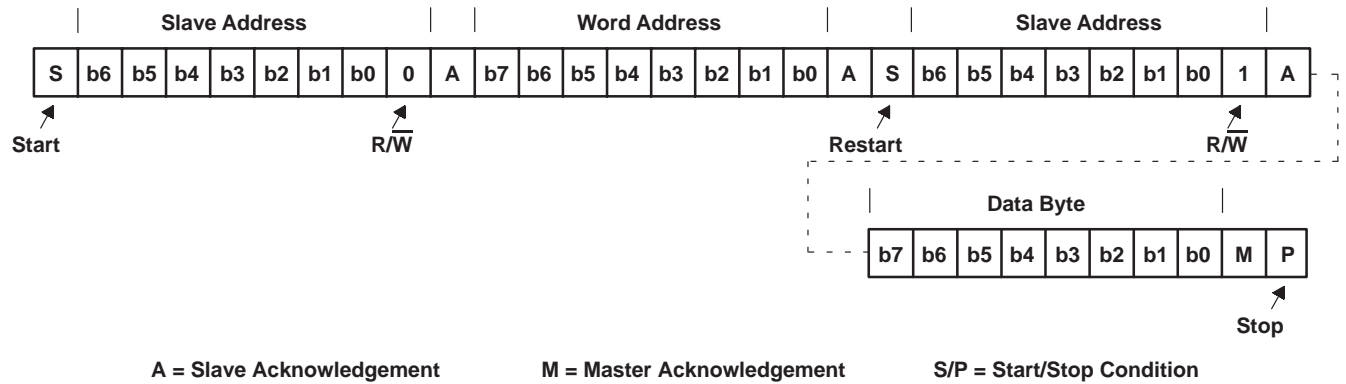 Slave Address Word Address Slave Address
S b6 b5 b4 b3 b2 b1 b0 0 A b7 b6 b5 b4 b3 b2 b1 b0 A S b6 b5 b4 b3 b2 b1 b0 1 A
Start R/W̅ Restart R/W̅
Data Byte
b7 b6 b5 b4 b3 b2 b1 b0 M P
Stop
A = Slave Acknowledgement M = Master Acknowledgement S/P = Start/Stop Condition